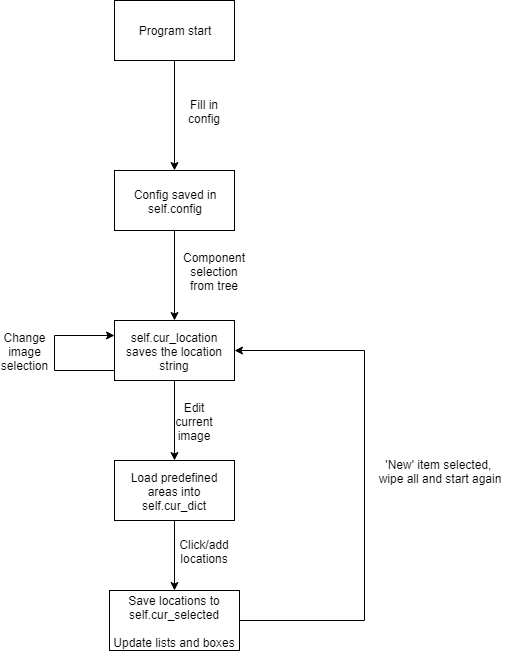 Program start
Fill in
config
Config saved in
self.config
Component
selection
from tree
Change
image
selection
self.cur_location
saves the location
string
Edit
current
image
'New' item selected,
wipe all and start again
Load predefined
areas into
self.cur_dict
Click/add
locations
Save locations to
self.cur_selected
Update lists and boxes